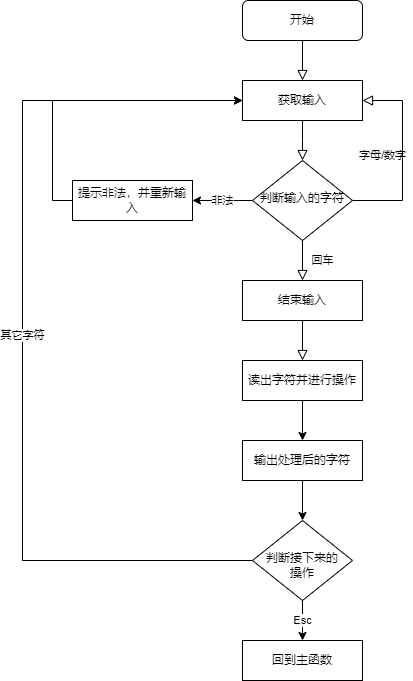 开始
获取输入
字母/数字
判断输入的字符
非法
提示非法，并重新输
入
回车
结束输入
其它字符
读出字符并进行操作
输出处理后的字符
判断接下来的
操作
Esc
回到主函数